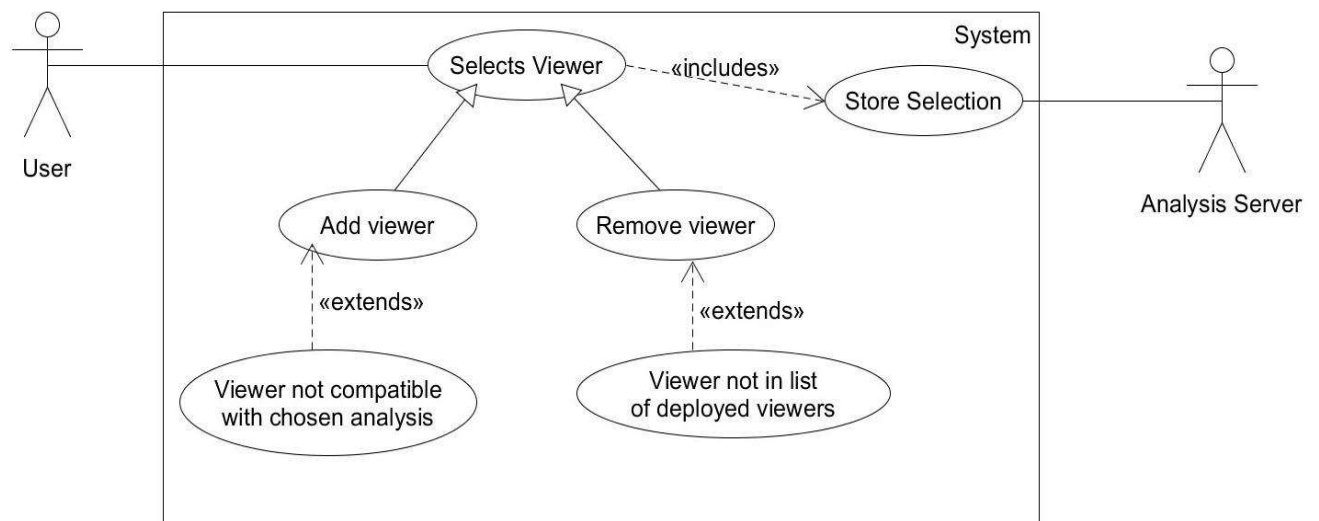 System
Selects Viewer
«includes»
Store Selection
User
Analysis Server
Add viewer
Remove viewer
«extends»
«extends»
Viewer not compatible
with chosen analysis
Viewer not in list
of deployed viewers